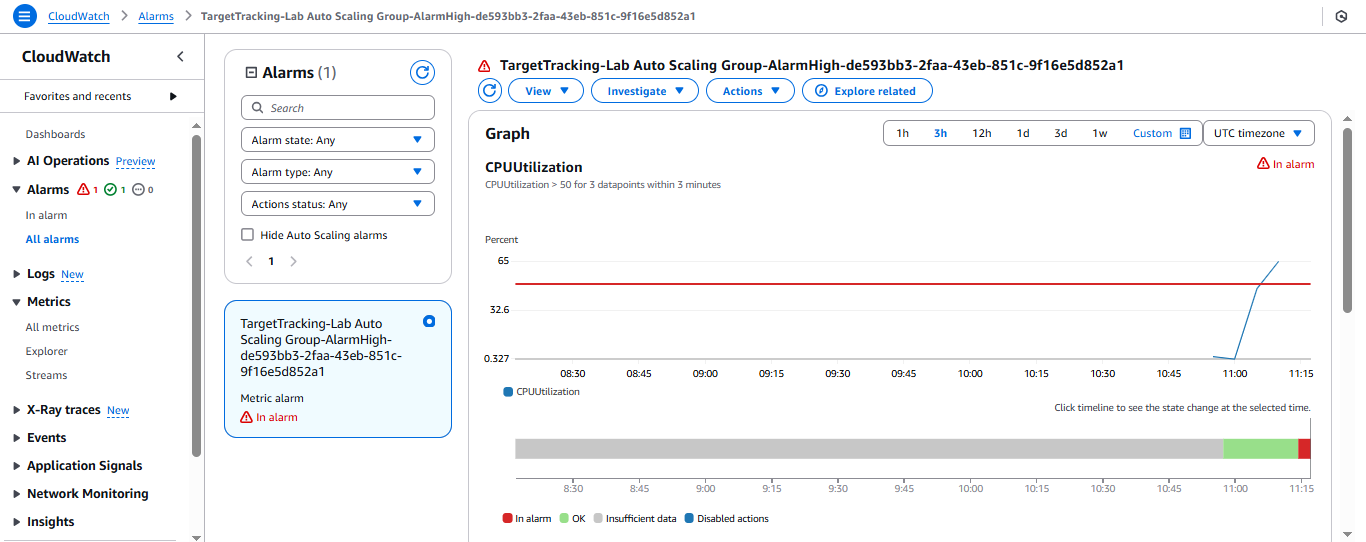 CloudWatch > Alarms > TargetTracking-Lab Auto Scaling Group-AlarmHigh-de593bb3-2faa-43eb-851c-9f16e5d852a1
CloudWatch
Favorites and recents
Dashboards
AI Operations Preview
Alarms 1 1 0
In alarm
All alarms
Logs New
Metrics
All metrics
Explorer
Streams
X-Ray traces New
Events
Application Signals
Network Monitoring
Insights
Alarms (1)
Search
Alarm state: Any
Alarm type: Any
Actions status: Any
Hide Auto Scaling alarms
1
TargetTracking-Lab Auto
Scaling Group-AlarmHigh-
de593bb3-2faa-43eb-851c-
9f16e5d852a1
Metric alarm
In alarm
TargetTracking-Lab Auto Scaling Group-AlarmHigh-de593bb3-2faa-43eb-851c-9f16e5d852a1
View Investigate Actions Explore related
Graph 1h 3h 12h 1d 3d 1w Custom UTC timezone
CPUUtilization In alarm
CPUUtilization > 50 for 3 datapoints within 3 minutes
Percent
65
32.6
0.327
08:30 08:45 09:00 09:15 09:30 09:45 10:00 10:15 10:30 10:45 11:00 11:15
CPUUtilization
Click timeline to see the state change at the selected time.
8:30 8:45 9:00 9:15 9:30 9:45 10:00 10:15 10:30 10:45 11:00 11:15
In alarm OK Insufficient data Disabled actions